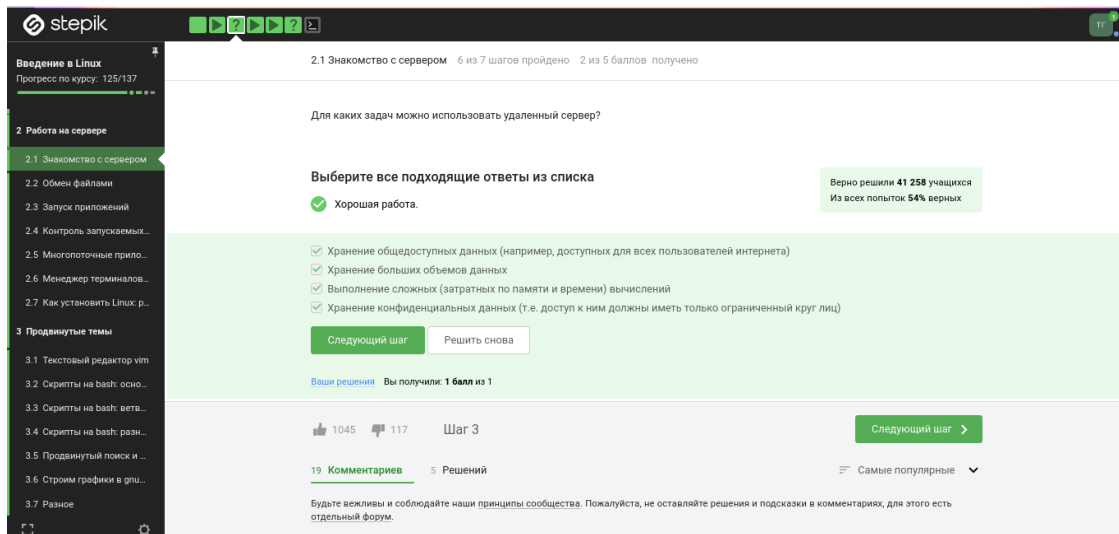 stepik
ТГ
1
Введение в Linux
Прогресс по курсу: 125/137
2 Работа на сервере
2.1 Знакомство с сервером
2.2 Обмен файлами
2.3 Запуск приложений
2.4 Контроль запускаемых...
2.5 Многопоточные прило...
2.6 Менеджер терминалов...
2.7 Как установить Linux: р...
3 Продвинутые темы
3.1 Текстовый редактор vim
3.2 Скрипты на bash: осно...
3.3 Скрипты на bash: ветв...
3.4 Скрипты на bash: разн...
3.5 Продвинутый поиск и ...
3.6 Строим графики в gnu...
3.7 Разное
2.1 Знакомство с сервером 6 из 7 шагов пройдено 2 из 5 баллов получено
Для каких задач можно использовать удаленный сервер?
Выберите все подходящие ответы из списка
Хорошая работа.
Верно решили 41 258 учащихся
Из всех попыток 54% верных
Хранение общедоступных данных (например, доступных для всех пользователей интернета)
Хранение больших объемов данных
Выполнение сложных (затратных по памяти и времени) вычислений
Хранение конфиденциальных данных (т.е. доступ к ним должны иметь только ограниченный круг лиц)
Следующий шаг
Решить снова
Ваши решения Вы получили: 1 балл из 1
1045 117 Шаг 3
Следующий шаг
19 Комментариев 5 Решений
Самые популярные
Будьте вежливы и соблюдайте наши принципы сообщества. Пожалуйста, не оставляйте решения и подсказки в комментариях, для этого есть
отдельный форум.